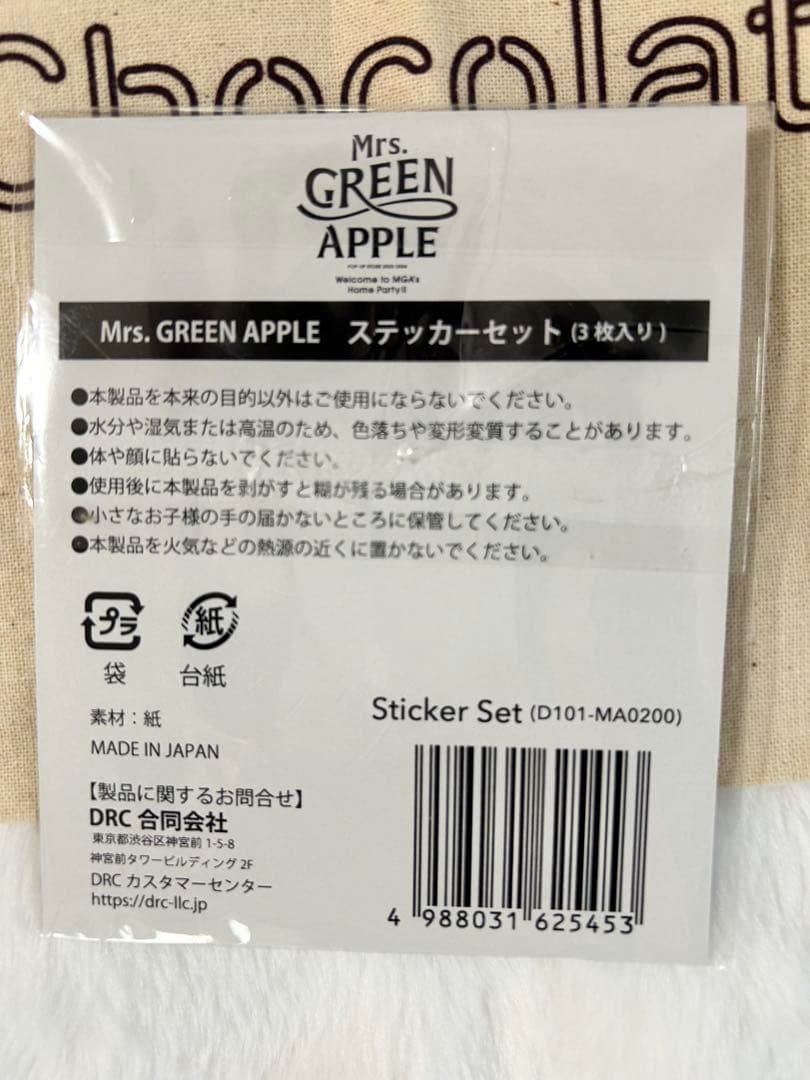 Chocolat
Mrs.
GREEN
APPLE
Welcome to MGA's
Home Party!!
Mrs. GREEN APPLE ステッカーセット (3枚入り)
●本製品を本来の目的以外はご使用にならないでください。
●水分や湿気または高温のため、色落ちや変形変質することがあります。
●体や顔に貼らないでください。
●使用後に本製品を剥がすと糊が残る場合があります。
●小さなお子様の手の届かないところに保管してください。
●本製品を火気などの熱源の近くに置かないでください。
プラ 紙
袋 台紙
素材：紙
MADE IN JAPAN
Sticker Set (D101-MA0200)
【製品に関するお問合せ】
DRC 合同会社
東京都渋谷区神宮前 1-5-8
神宮前タワービルディング 2F
DRC カスタマーセンター
https://drc-llc.jp
4 988031 625453